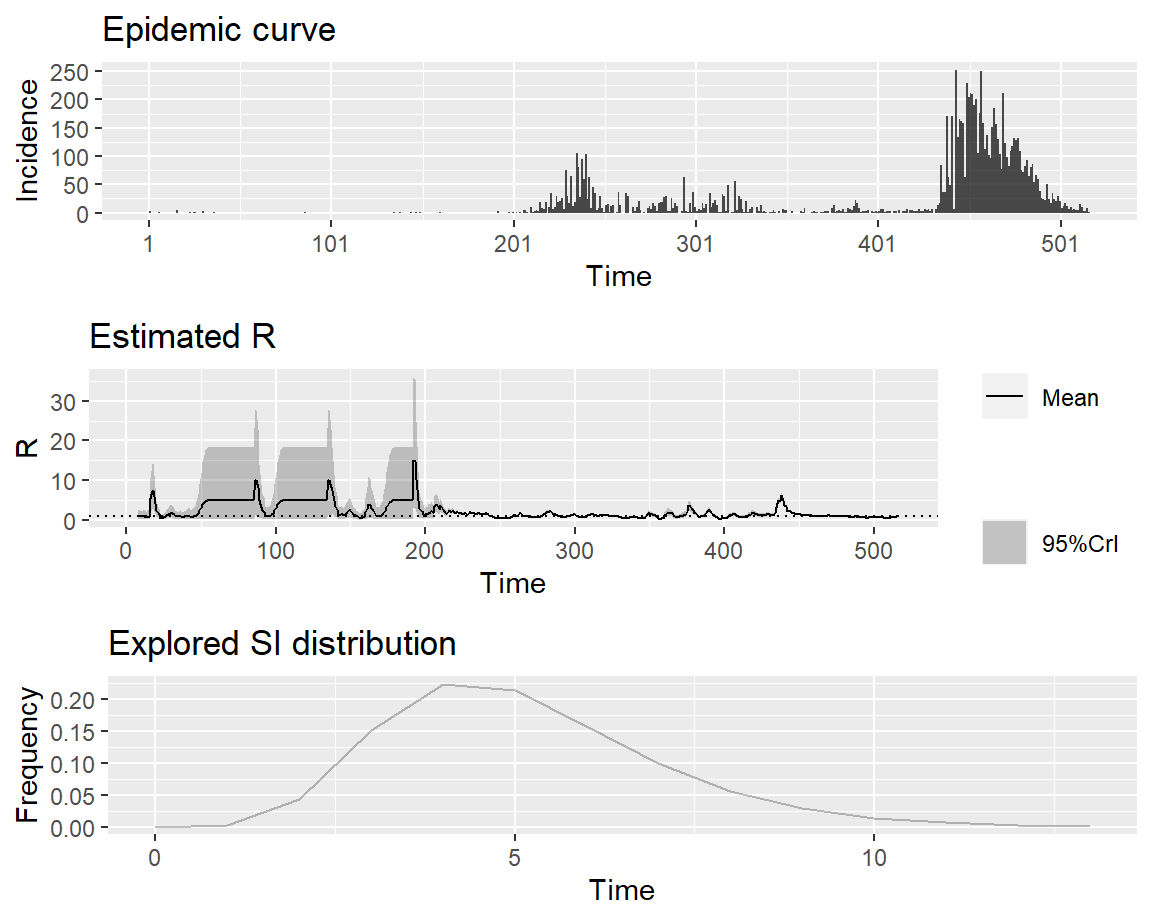 Epidemic curve
Incidence
250
200
150
100
50
0
1 101 201 301 401 501
Time
Estimated R
R
30
20
10
0
0 100 200 300 400 500
Time
Mean
95%CrI
Explored SI distribution
Frequency
0.20
0.15
0.10
0.05
0.00
0 5 10
Time